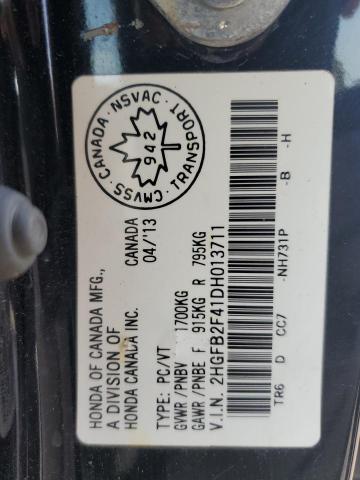 HONDA OF CANADA MFG.,
A DIVISION OF
HONDA CANADA INC.
CANADA
04/'13
CMVSS · CANADA · NSVAC · TRANSPORT ·
942
TYPE: PC/VT
GVWR/PNBV 1700KG
GAWR/PNBE F 915KG R 795KG
V.I.N. 2HGFB2F41DH013711
TR6 D CC7 -NH731P -B -H